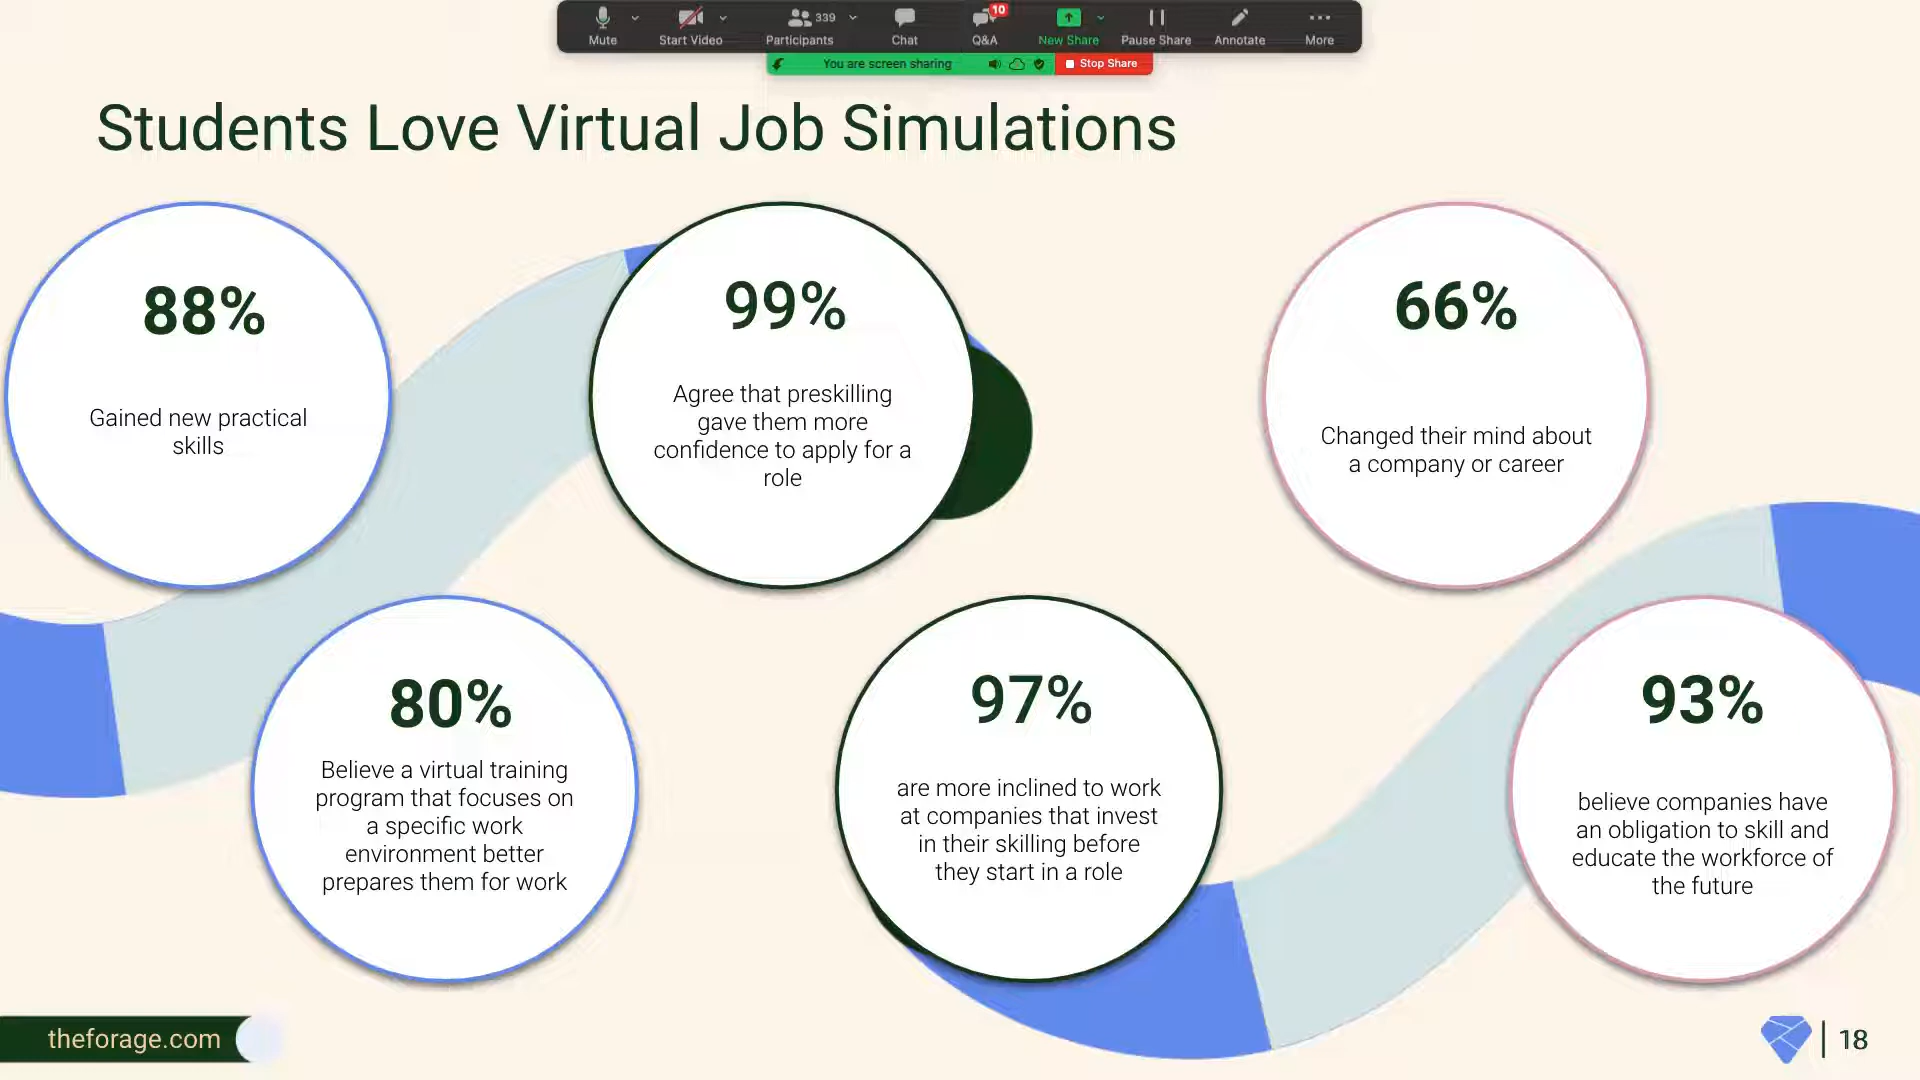 Mute
Start Video
339
Participants
Chat
10
Q&A
New Share
Pause Share
Annotate
More
You are screen sharing
Stop Share
Students Love Virtual Job Simulations
88%
Gained new practical
skills
99%
Agree that preskilling
gave them more
confidence to apply for a
role
66%
Changed their mind about
a company or career
80%
Believe a virtual training
program that focuses on
a specific work
environment better
prepares them for work
97%
are more inclined to work
at companies that invest
in their skilling before
they start in a role
93%
believe companies have
an obligation to skill and
educate the workforce of
the future
theforage.com
18